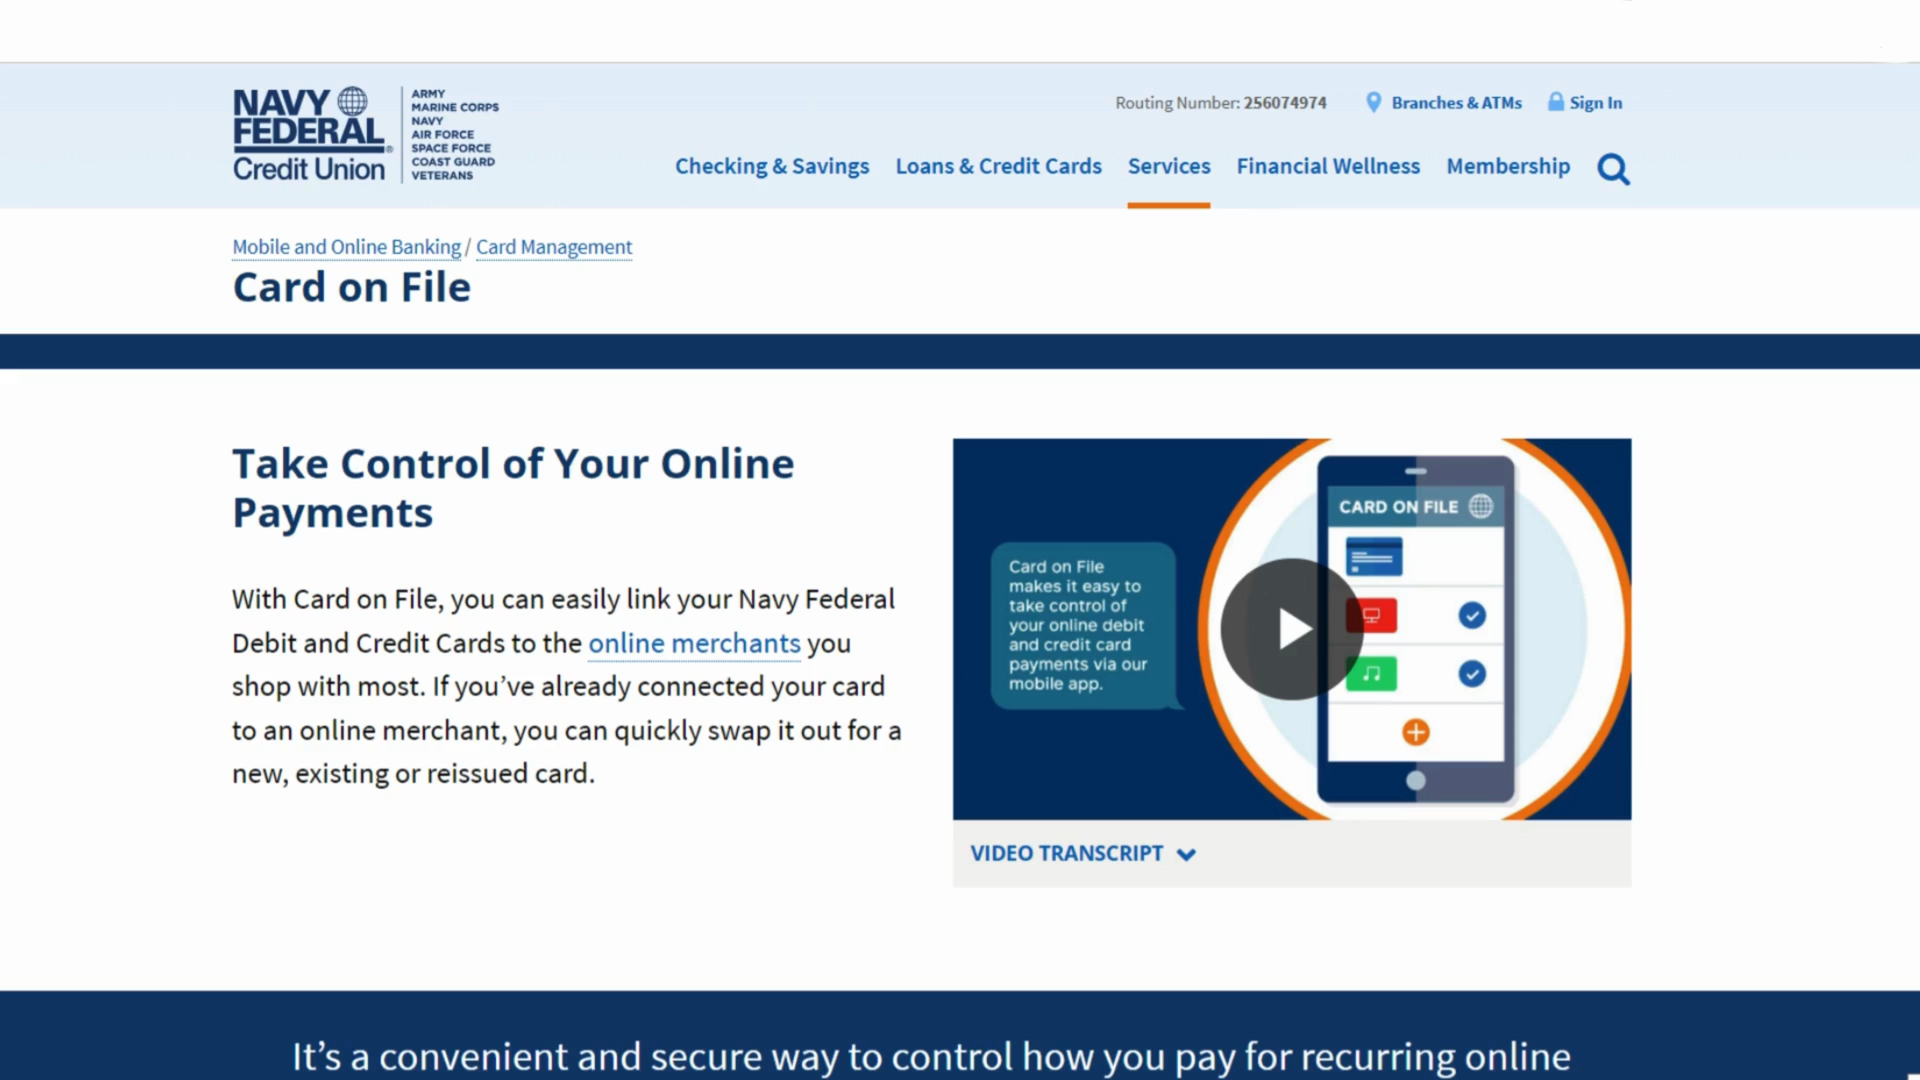 NAVY
FEDERAL®
Credit Union
ARMY
MARINE CORPS
NAVY
AIR FORCE
SPACE FORCE
COAST GUARD
VETERANS
Routing Number: 256074974
Branches & ATMs
Sign In
Checking & Savings
Loans & Credit Cards
Services
Financial Wellness
Membership
Mobile and Online Banking / Card Management
Card on File
Take Control of Your Online
Payments
With Card on File, you can easily link your Navy Federal
Debit and Credit Cards to the online merchants you
shop with most. If you’ve already connected your card
to an online merchant, you can quickly swap it out for a
new, existing or reissued card.
Card on File
makes it easy to
take control of
your online debit
and credit card
payments via our
mobile app.
CARD ON FILE
VIDEO TRANSCRIPT
It’s a convenient and secure way to control how you pay for recurring online